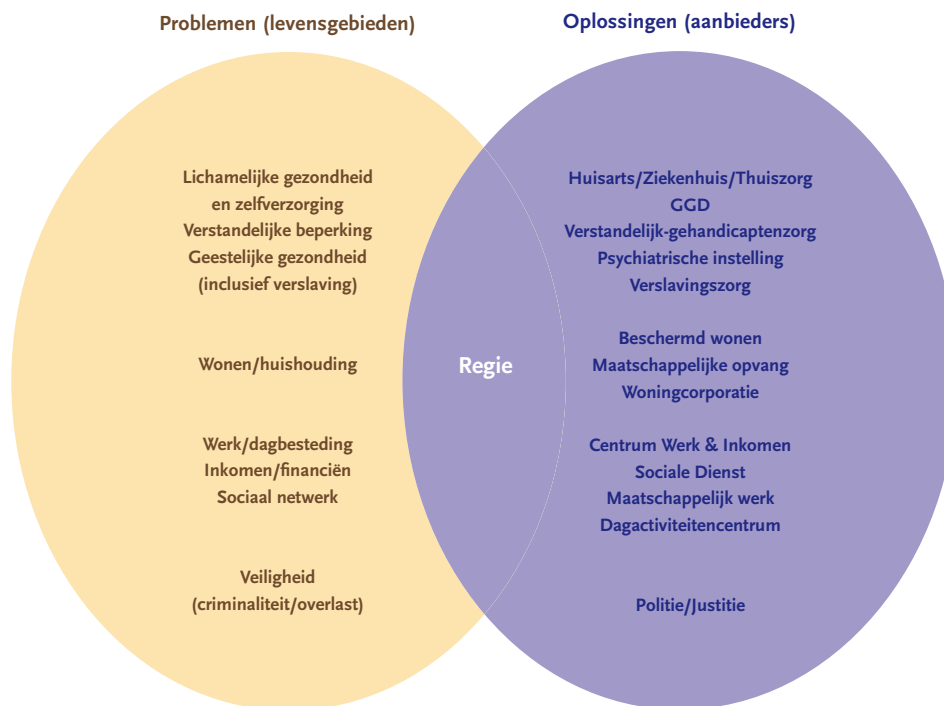 Problemen (levensgebieden)
Oplossingen (aanbieders)
Lichamelijke gezondheid
en zelfverzorging
Verstandelijke beperking
Geestelijke gezondheid
(inclusief verslaving)
Wonen/huishouding
Werk/dagbesteding
Inkomen/financiën
Sociaal netwerk
Veiligheid
(criminaliteit/overlast)
Regie
Huisarts/Ziekenhuis/Thuiszorg
GGD
Verstandelijk-gehandicaptenzorg
Psychiatrische instelling
Verslavingszorg
Beschermd wonen
Maatschappelijke opvang
Woningcorporatie
Centrum Werk & Inkomen
Sociale Dienst
Maatschappelijk werk
Dagactiviteitencentrum
Politie/Justitie